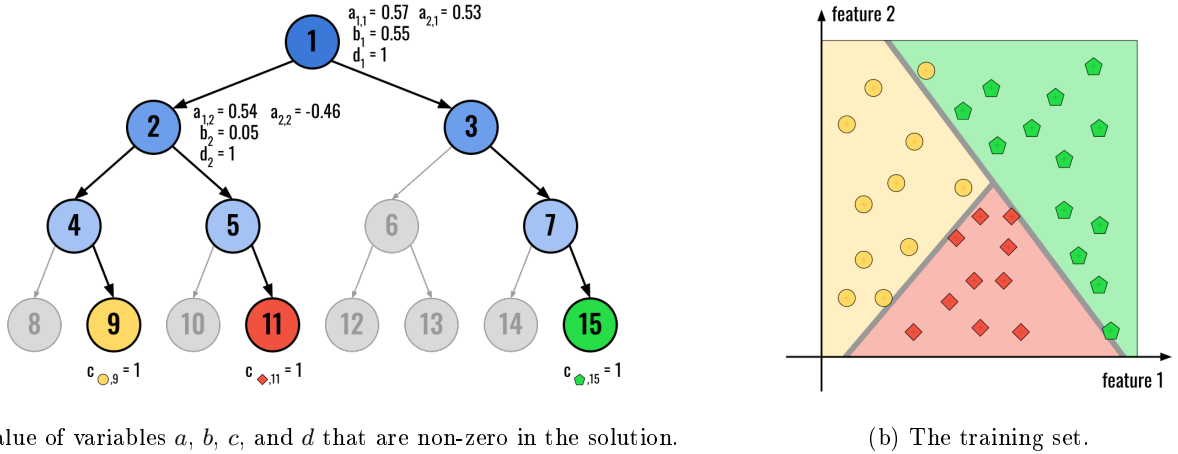 a1,1 = 0.57 a2,1 = 0.53
b1 = 0.55
d1 = 1
1
2
a1,2 = 0.54 a2,2 = -0.46
b2 = 0.05
d2 = 1
3
4
5
6
7
8
9
10
11
12
13
14
15
c ,9 = 1
c ,11 = 1
c ,15 = 1
feature 2
feature 1
value of variables a, b, c, and d that are non-zero in the solution.
(b) The training set.